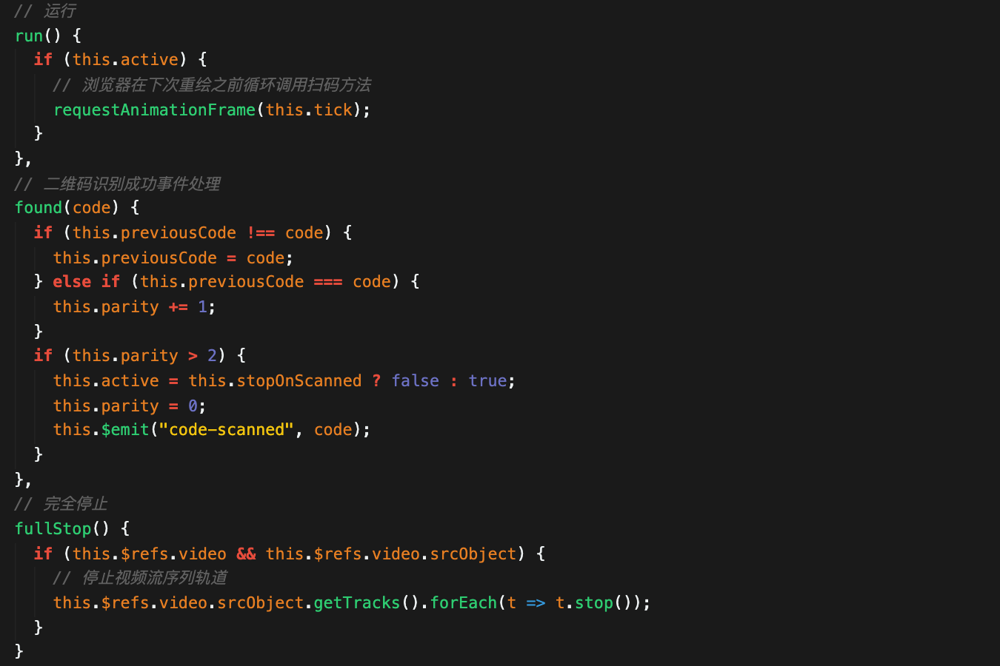 // 运行
run() {
  if (this.active) {
    // 浏览器在下次重绘之前循环调用扫码方法
    requestAnimationFrame(this.tick);
  }
},
// 二维码识别成功事件处理
found(code) {
  if (this.previousCode !== code) {
    this.previousCode = code;
  } else if (this.previousCode === code) {
    this.parity += 1;
  }
  if (this.parity > 2) {
    this.active = this.stopOnScanned ? false : true;
    this.parity = 0;
    this.$emit("code-scanned", code);
  }
},
// 完全停止
fullStop() {
  if (this.$refs.video && this.$refs.video.srcObject) {
    // 停止视频流序列轨道
    this.$refs.video.srcObject.getTracks().forEach(t => t.stop());
  }
}